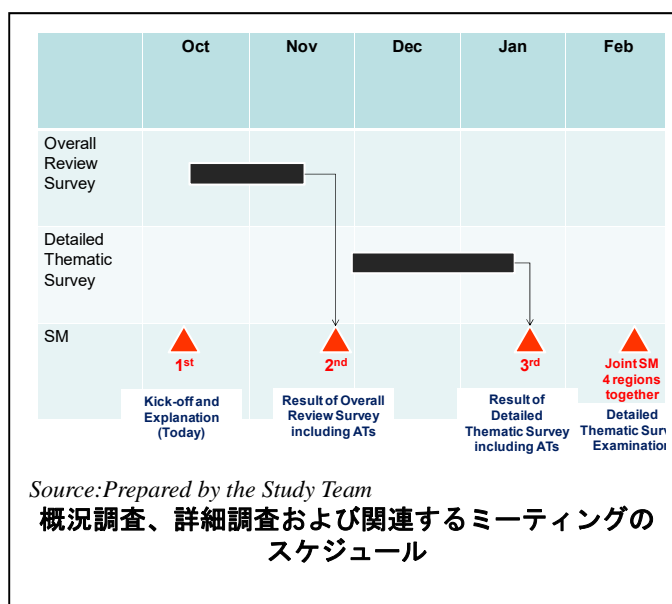 Oct Nov Dec Jan Feb
Overall
Review
Survey
Detailed
Thematic
Survey
SM
1st
2nd
3rd
Joint SM
4 regions
together
Kick-off and
Explanation
(Today)
Result of Overall
Review Survey
including ATs
Result of
Detailed
Thematic Survey
including ATs
Detailed
Thematic Surv
Examination
Source:Prepared by the Study Team
概況調査、詳細調査および関連するミーティングの
スケジュール